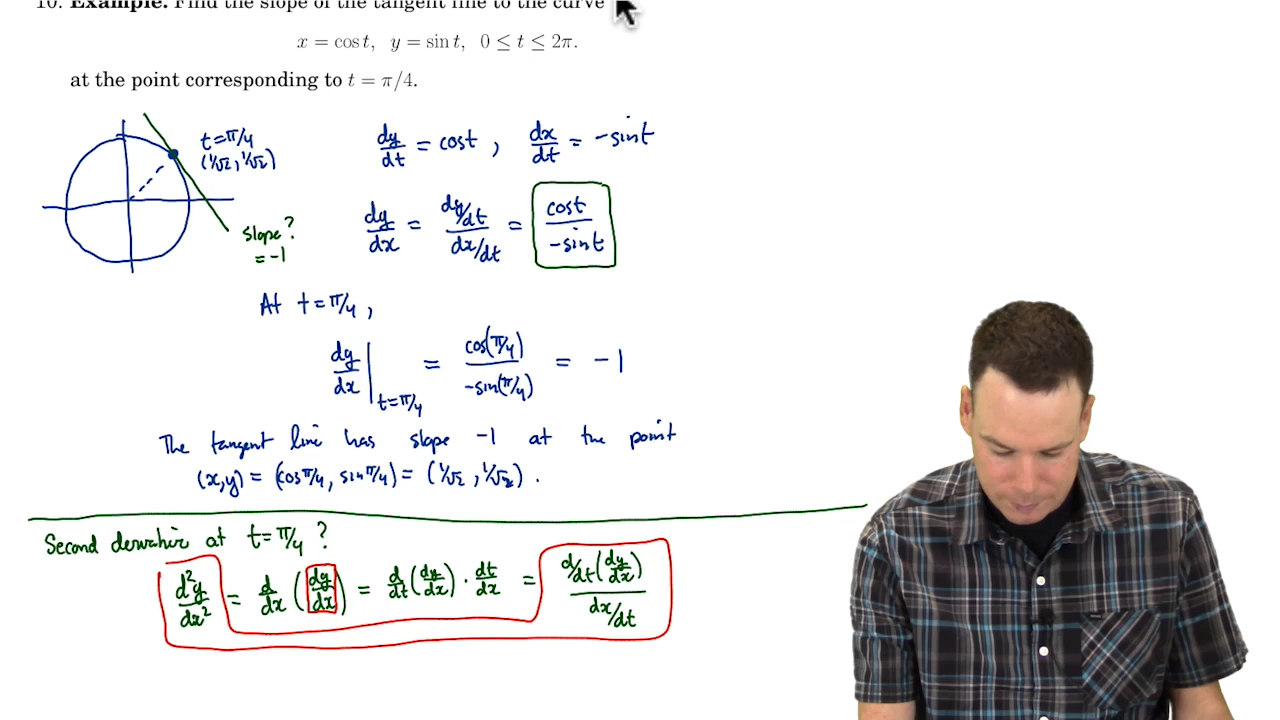 10. Example. Find the slope of the tangent line to the curve
x = cos t, y = sin t, 0 ≤ t ≤ 2π.
at the point corresponding to t = π/4.
t=π/4
(1/√2, 1/√2)
slope?
= -1
dy/dt = cost , dx/dt = -sint
dy/dx = (dy/dt)/(dx/dt) = cost/-sint
At t=π/4,
dy/dx |t=π/4 = cos(π/4)/-sin(π/4) = -1
The tangent line has slope -1 at the point
(x,y) = (cos π/4, sin π/4) = (1/√2, 1/√2).
Second derivative at t=π/4?
d²y/dx² = d/dx (dy/dx) = d/dt (dy/dx) · dt/dx = d/dt(dy/dx) / dx/dt